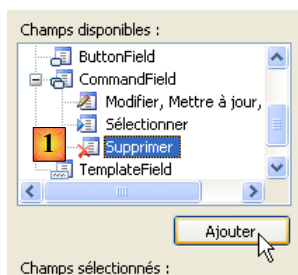 Champs disponibles :
ButtonField
CommandField
Modifier, Mettre à jour,
Sélectionner
1
Supprimer
TemplateField
Ajouter
Champs sélectionnés :